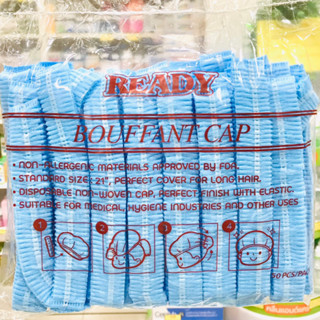 READY
BOUFFANT CAP
• NON-ALLERGENIC MATERIALS APPROVED BY FDA.
• STANDARD SIZE: 21", PERFECT COVER FOR LONG HAIR.
• DISPOSABLE NON-WOVEN CAP, PERFECT FINISH WITH ELASTIC.
• SUITABLE FOR MEDICAL, HYGIENE INDUSTRIES AND OTHER USES
1 2 3 4